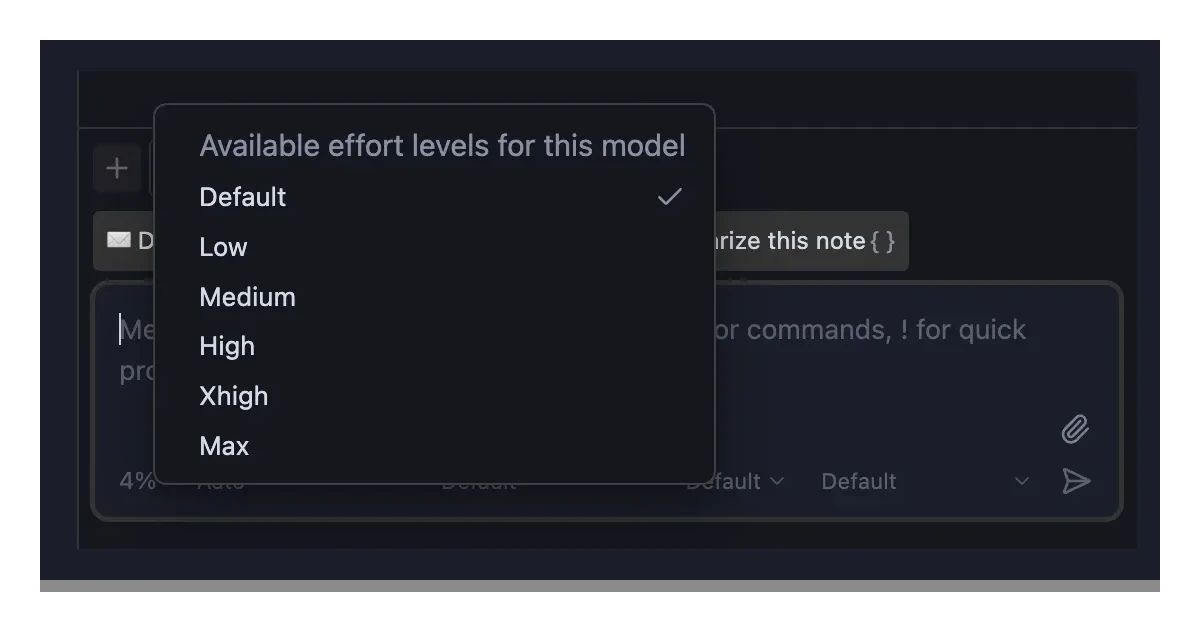 Available effort levels for this model
Default
Low
Medium
High
Xhigh
Max
this note { }
or commands, ! for quick
4%
Default
Default